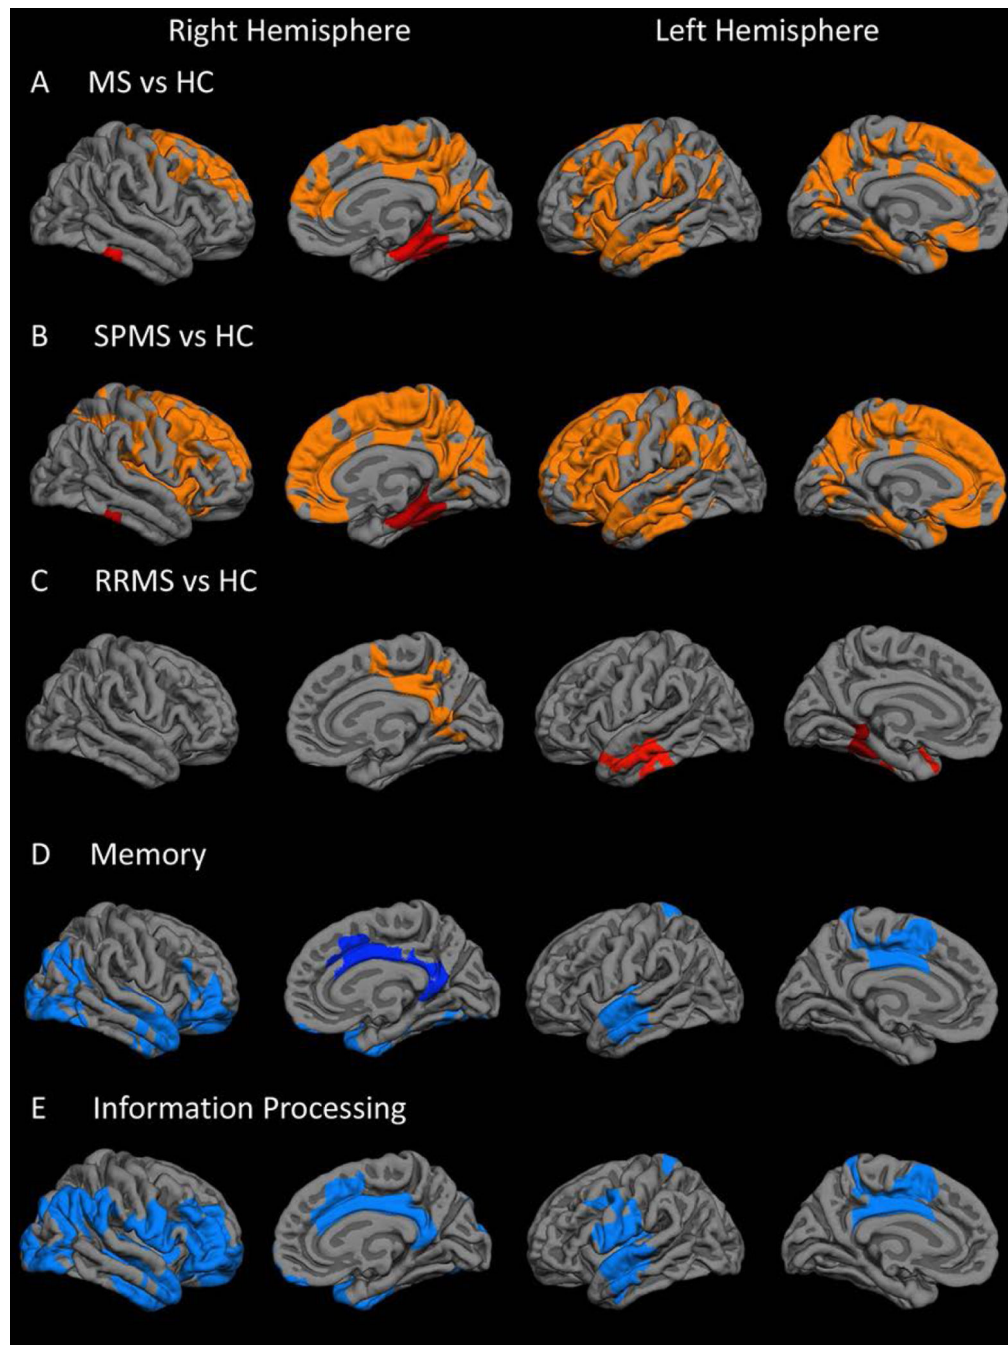 Right Hemisphere Left Hemisphere
A MS vs HC
B SPMS vs HC
C RRMS vs HC
D Memory
E Information Processing